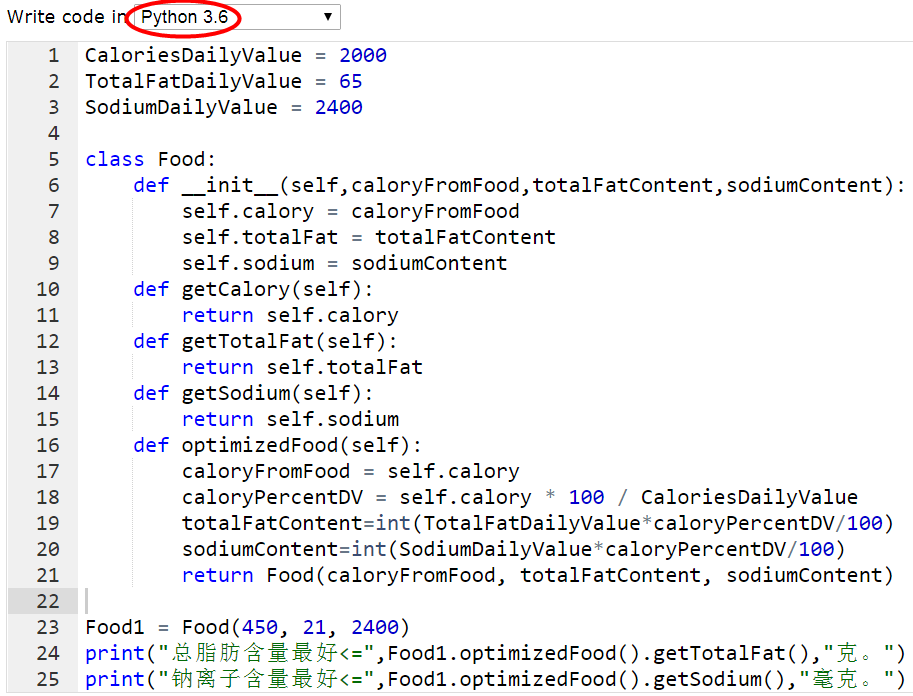 Write code in Python 3.6 ▼
1 CaloriesDailyValue = 2000
2 TotalFatDailyValue = 65
3 SodiumDailyValue = 2400
4
5 class Food:
6     def __init__(self,caloryFromFood,totalFatContent,sodiumContent):
7         self.calory = caloryFromFood
8         self.totalFat = totalFatContent
9         self.sodium = sodiumContent
10     def getCalory(self):
11         return self.calory
12     def getTotalFat(self):
13         return self.totalFat
14     def getSodium(self):
15         return self.sodium
16     def optimizedFood(self):
17         caloryFromFood = self.calory
18         caloryPercentDV = self.calory * 100 / CaloriesDailyValue
19         totalFatContent=int(TotalFatDailyValue*caloryPercentDV/100)
20         sodiumContent=int(SodiumDailyValue*caloryPercentDV/100)
21         return Food(caloryFromFood, totalFatContent, sodiumContent)
22
23 Food1 = Food(450, 21, 2400)
24 print("总脂肪含量最好<=",Food1.optimizedFood().getTotalFat(),"克。")
25 print("钠离子含量最好<=",Food1.optimizedFood().getSodium(),"毫克。")